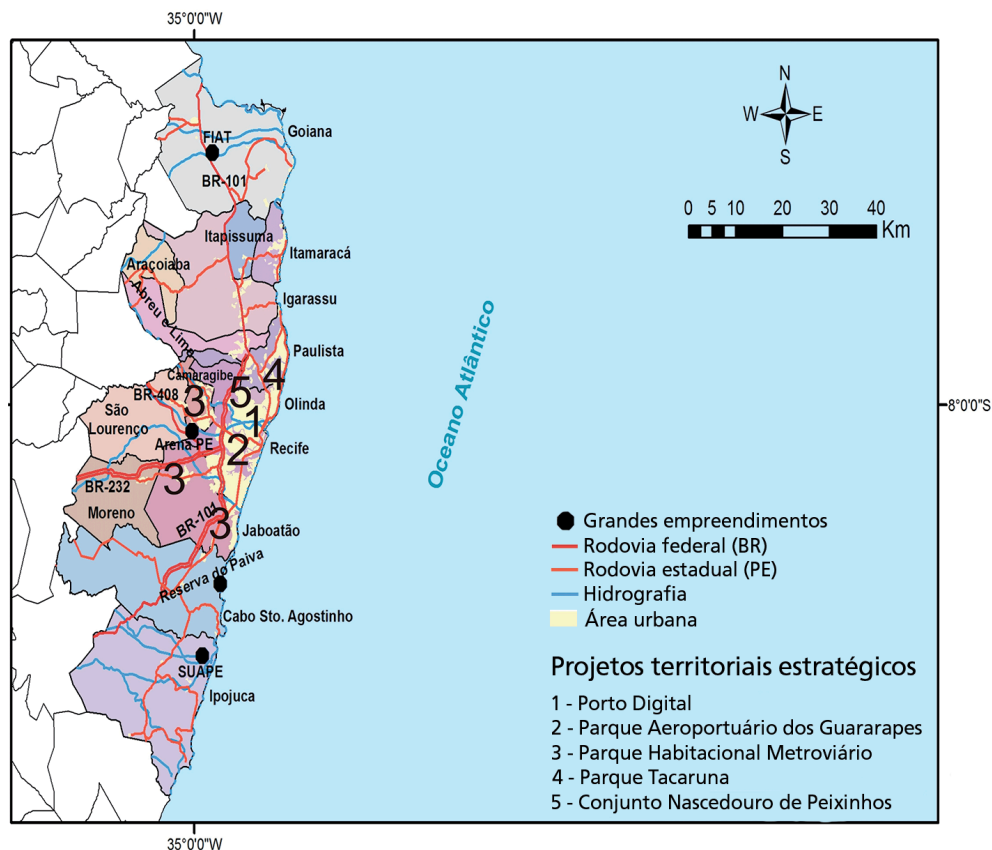 35°0'0"W
N
W E
S
Goiana
FIAT
BR-101
0 5 10 20 30 40 Km
Itapissuma
Itamaracá
Araçoiaba
Abreu e Lima
Igarassu
Oceano Atlântico
Paulista
Camaragibe
4
5
BR-408
3
Olinda
8°0'0"S
São
Lourenço
1
Arena PE
2
Recife
3
BR-232
Moreno
BR-101
3
Jaboatão
Reserva do Paiva
Cabo Sto. Agostinho
SUAPE
Ipojuca
Grandes empreendimentos
Rodovia federal (BR)
Rodovia estadual (PE)
Hidrografia
Área urbana
Projetos territoriais estratégicos
1 - Porto Digital
2 - Parque Aeroportuário dos Guararapes
3 - Parque Habitacional Metroviário
4 - Parque Tacaruna
5 - Conjunto Nascedouro de Peixinhos
35°0'0"W